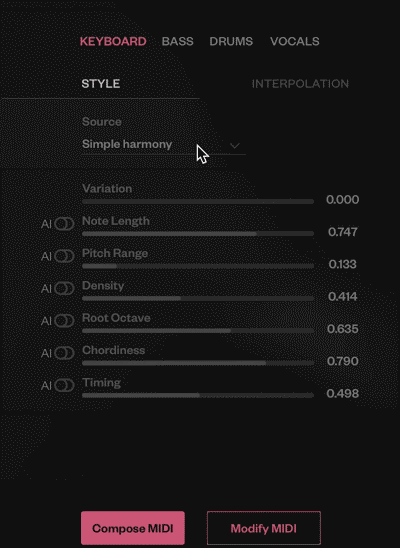 KEYBOARD BASS DRUMS VOCALS
STYLE INTERPOLATION
Source
Simple harmony
Variation
0.000
AI Note Length
0.747
AI Pitch Range
0.133
AI Density
0.414
AI Root Octave
0.635
AI Chordiness
0.790
AI Timing
0.498
Compose MIDI Modify MIDI